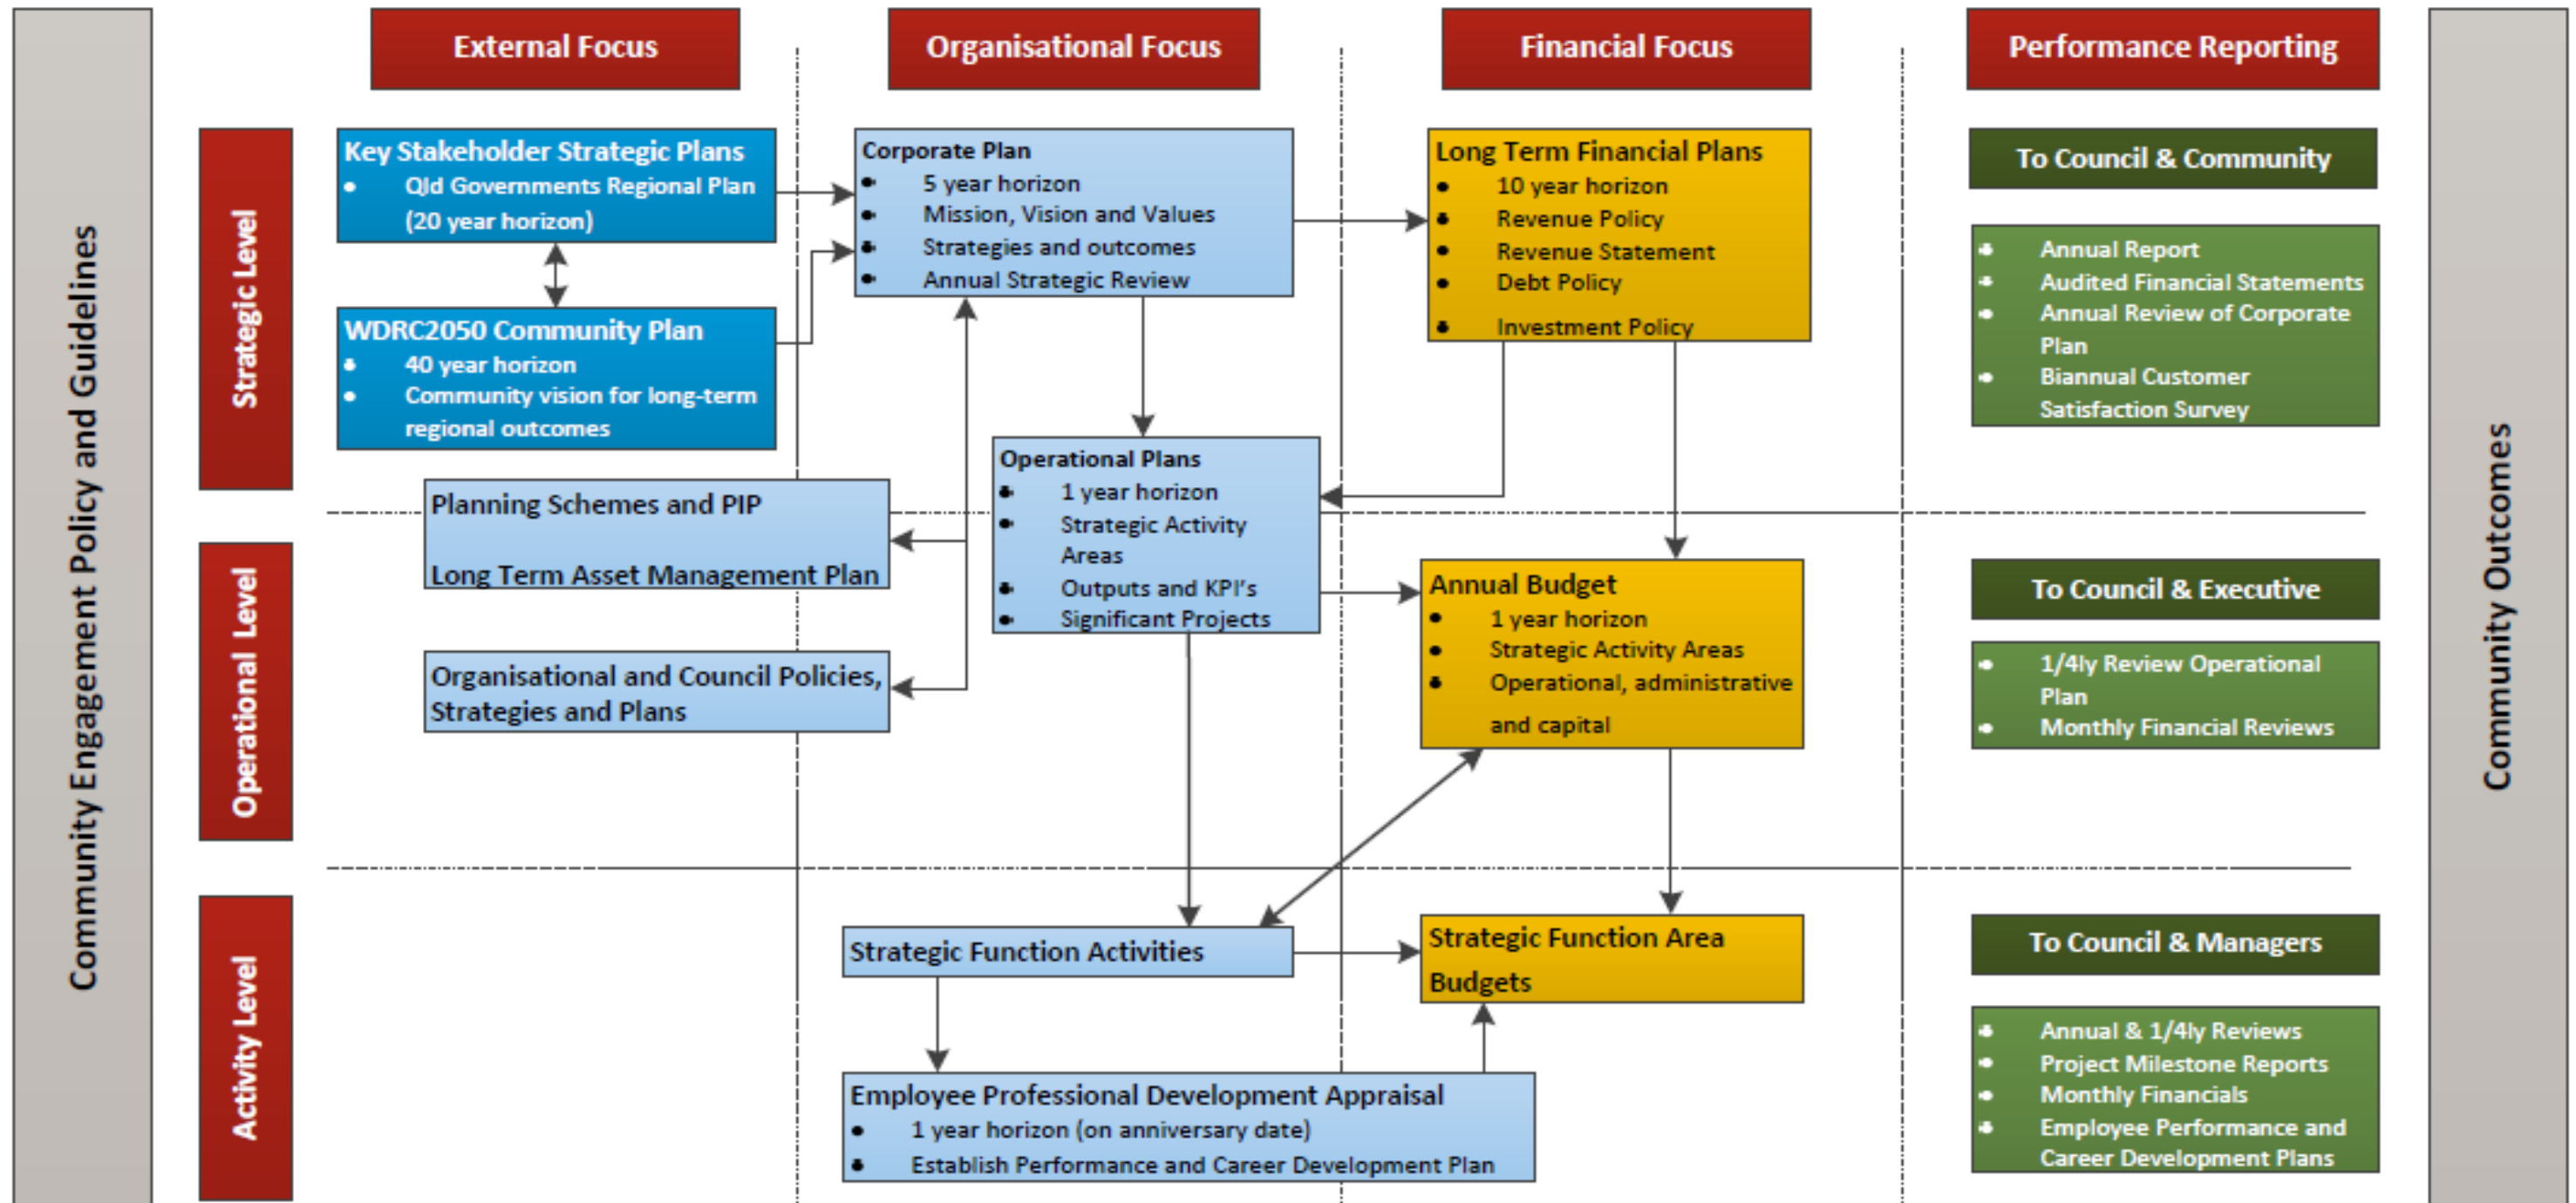 Community Engagement Policy and Guidelines
External Focus
Organisational Focus
Financial Focus
Performance Reporting
Strategic Level
Key Stakeholder Strategic Plans
• Qld Governments Regional Plan
(20 year horizon)
WDRC2050 Community Plan
• 40 year horizon
• Community vision for long-term
regional outcomes
Corporate Plan
• 5 year horizon
• Mission, Vision and Values
• Strategies and outcomes
• Annual Strategic Review
Long Term Financial Plans
• 10 year horizon
• Revenue Policy
• Revenue Statement
• Debt Policy
• Investment Policy
To Council & Community
• Annual Report
• Audited Financial Statements
• Annual Review of Corporate
Plan
• Biannual Customer
Satisfaction Survey
Operational Level
Planning Schemes and PIP
Long Term Asset Management Plan
Organisational and Council Policies,
Strategies and Plans
Operational Plans
• 1 year horizon
• Strategic Activity
Areas
• Outputs and KPI's
• Significant Projects
Annual Budget
• 1 year horizon
• Strategic Activity Areas
• Operational, administrative
and capital
To Council & Executive
• 1/4ly Review Operational
Plan
• Monthly Financial Reviews
Activity Level
Strategic Function Activities
Strategic Function Area
Budgets
Employee Professional Development Appraisal
• 1 year horizon (on anniversary date)
• Establish Performance and Career Development Plan
To Council & Managers
• Annual & 1/4ly Reviews
• Project Milestone Reports
• Monthly Financials
• Employee Performance and
Career Development Plans
Community Outcomes